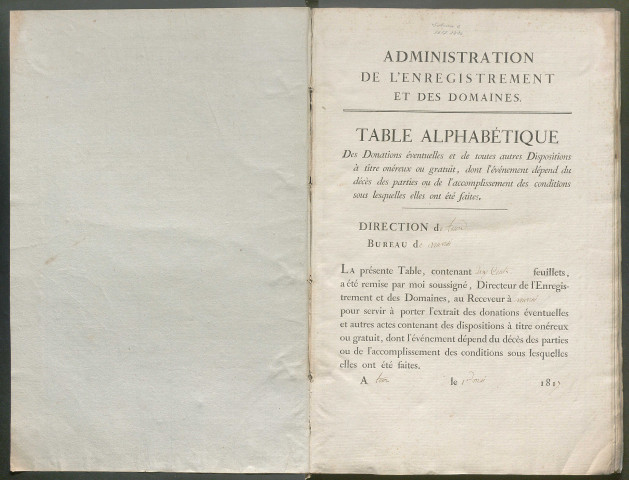 ADMINISTRATION
DE L'ENREGISTREMENT
ET DES DOMAINES.
TABLE ALPHABÉTIQUE
Des Donations éventuelles et de toutes autres Dispositions
à titre onéreux ou gratuit, dont l'événement dépend du
décès des parties ou de l'accomplissement des conditions
sous lesquelles elles ont été faites.
DIRECTION de
BUREAU de
LA présente Table, contenant feuillets,
a été remise par moi soussigné, Directeur de l'Enregis-
trement et des Domaines, au Receveur à
pour servir à porter l'extrait des donations éventuelles
et autres actes contenant des dispositions à titre onéreux
ou gratuit, dont l'événement dépend du décès des parties
ou de l'accomplissement des conditions sous lesquelles
elles ont été faites.
A le 181